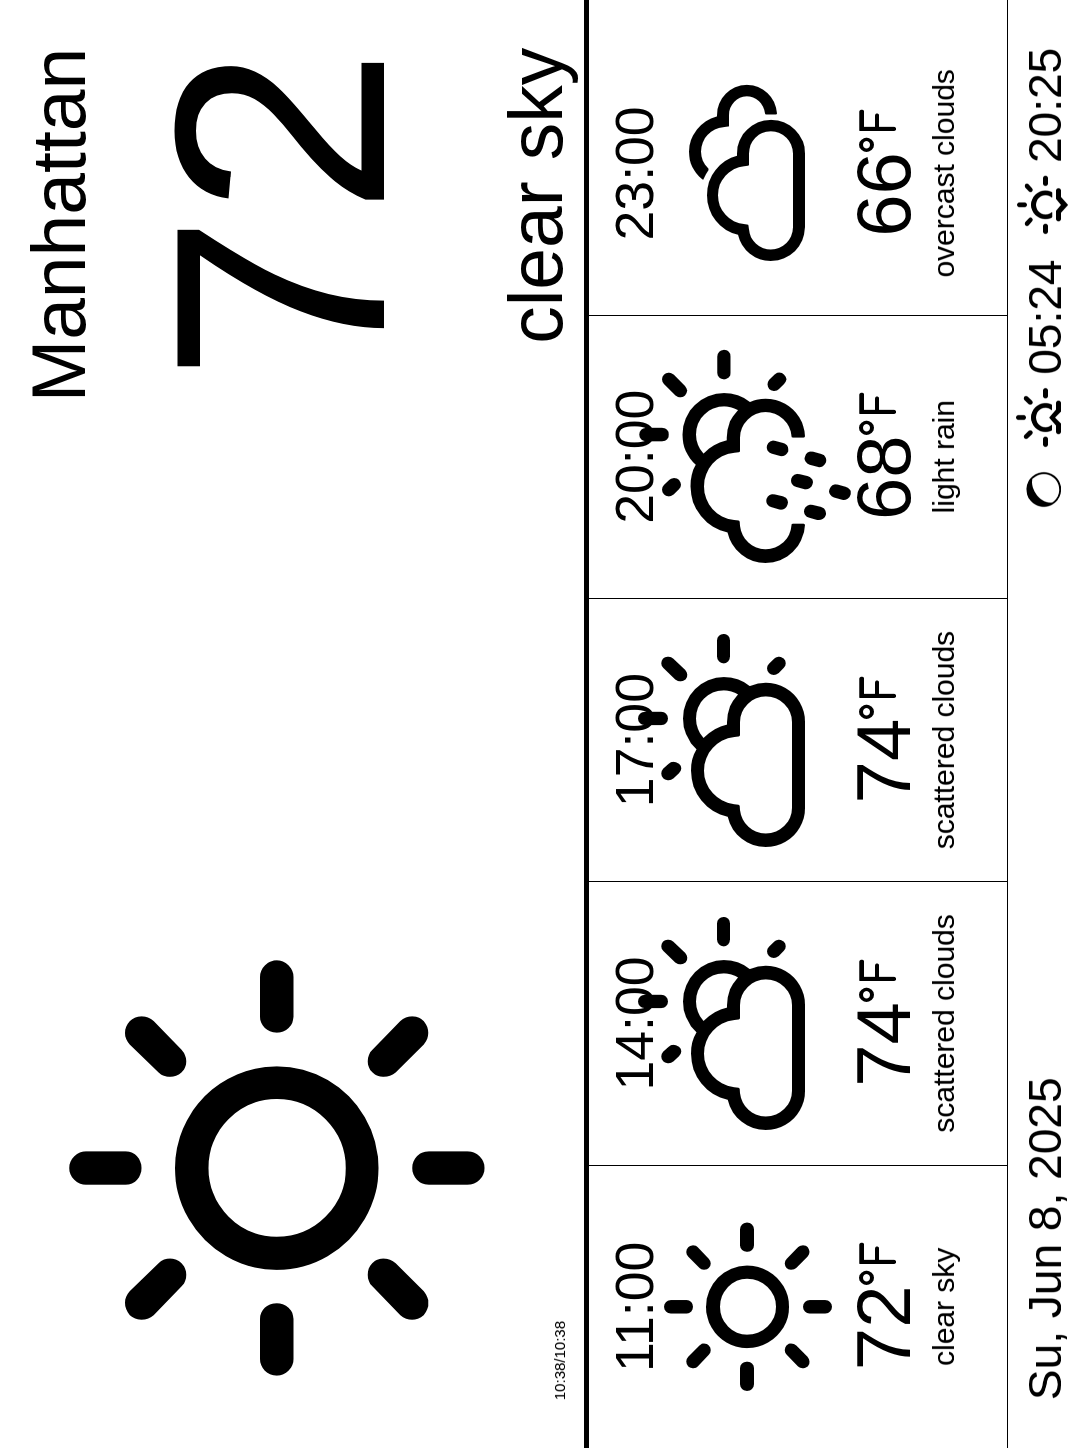 Manhattan
72
clear sky
10:38/10:38
11:00
72°F
clear sky
14:00
74°F
scattered clouds
17:00
74°F
scattered clouds
20:00
68°F
light rain
23:00
66°F
overcast clouds
Su, Jun 8, 2025
05:24 20:25